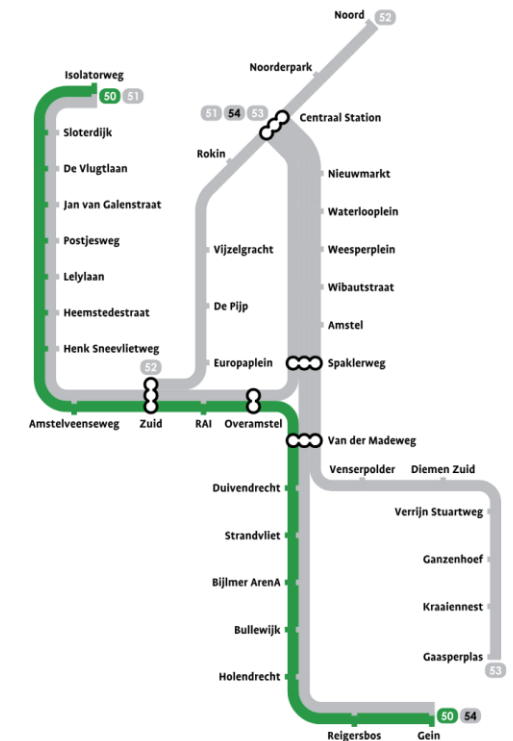 Noord 52
Noorderpark
Isolatorweg
50 51
51 54 53 Centraal Station
Sloterdijk
Rokin
De Vlugtlaan
Nieuwmarkt
Jan van Galenstraat
Waterlooplein
Postjesweg
Vijzelgracht
Weesperplein
Lelylaan
Wibautstraat
Heemstedestraat
De Pijp
Amstel
Henk Sneevlietweg
52
Europaplein
Spaklerweg
Amstelveenseweg Zuid RAI Overamstel
Van der Madeweg
Venserpolder Diemen Zuid
Duivendrecht
Verrijn Stuartweg
Strandvliet
Ganzenhoef
Bijlmer ArenA
Kraaiennest
Bullewijk
Gaasperplas
53
Holendrecht
50 54
Reigersbos Gein